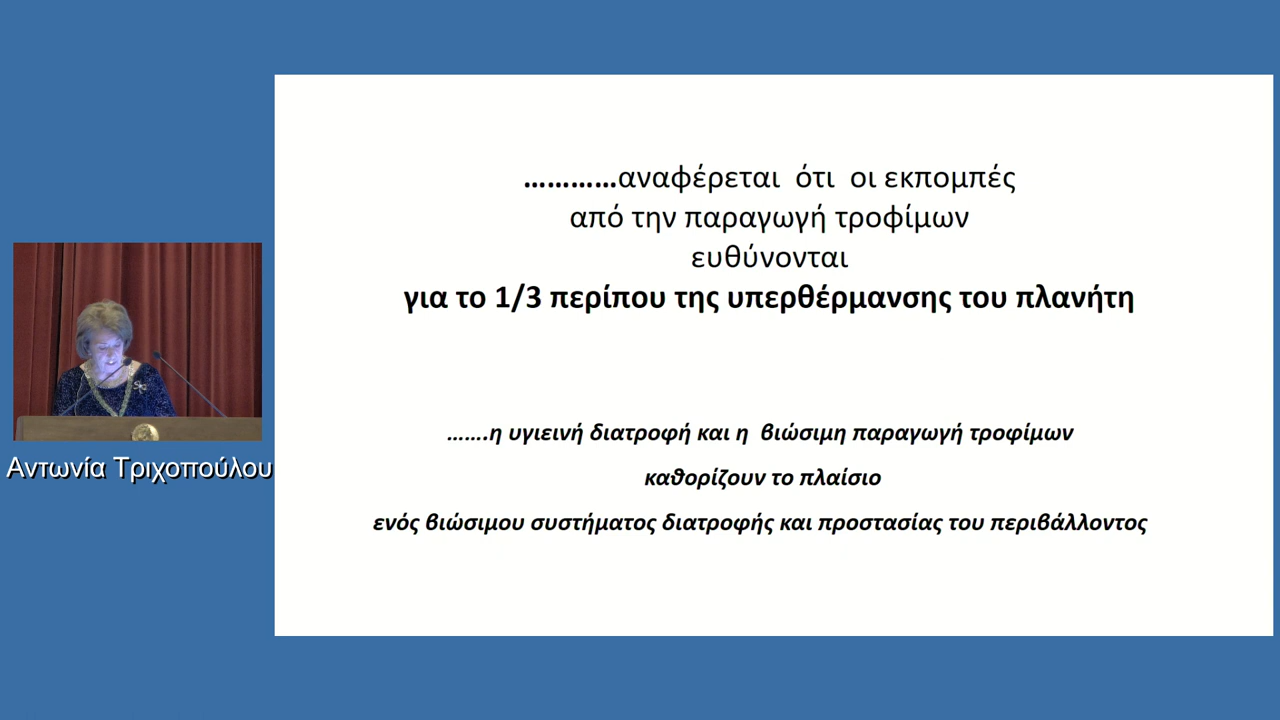 …………αναφέρεται ότι οι εκπομπές
από την παραγωγή τροφίμων
ευθύνονται
για το 1/3 περίπου της υπερθέρμανσης του πλανήτη
…….η υγιεινή διατροφή και η βιώσιμη παραγωγή τροφίμων
καθορίζουν το πλαίσιο
ενός βιώσιμου συστήματος διατροφής και προστασίας του περιβάλλοντος
Αντωνία Τριχοπούλου